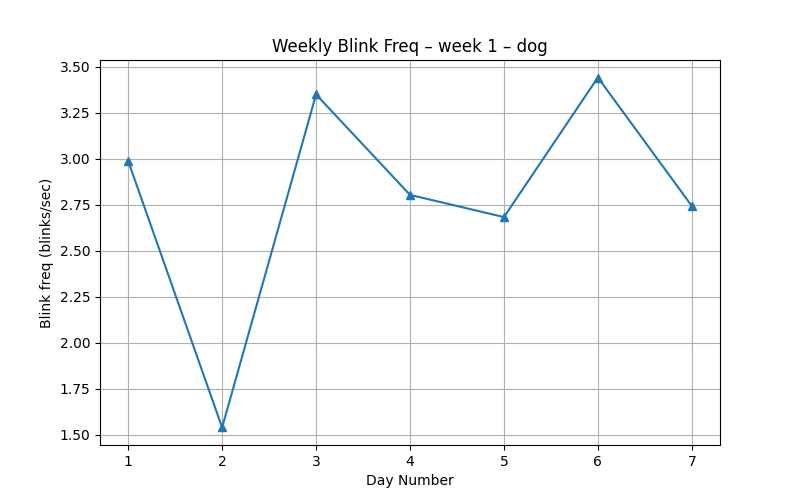 Weekly Blink Freq – week 1 – dog
Blink freq (blinks/sec)
3.50
3.25
3.00
2.75
2.50
2.25
2.00
1.75
1.50
1 2 3 4 5 6 7
Day Number